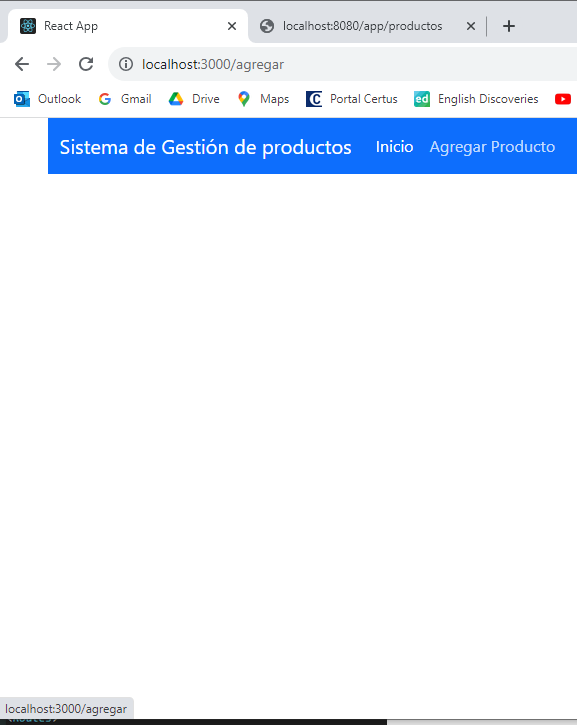 React App
localhost:8080/app/productos
localhost:3000/agregar
Outlook Gmail Drive Maps Portal Certus English Discoveries
Sistema de Gestión de productos Inicio Agregar Producto
localhost:3000/agregar